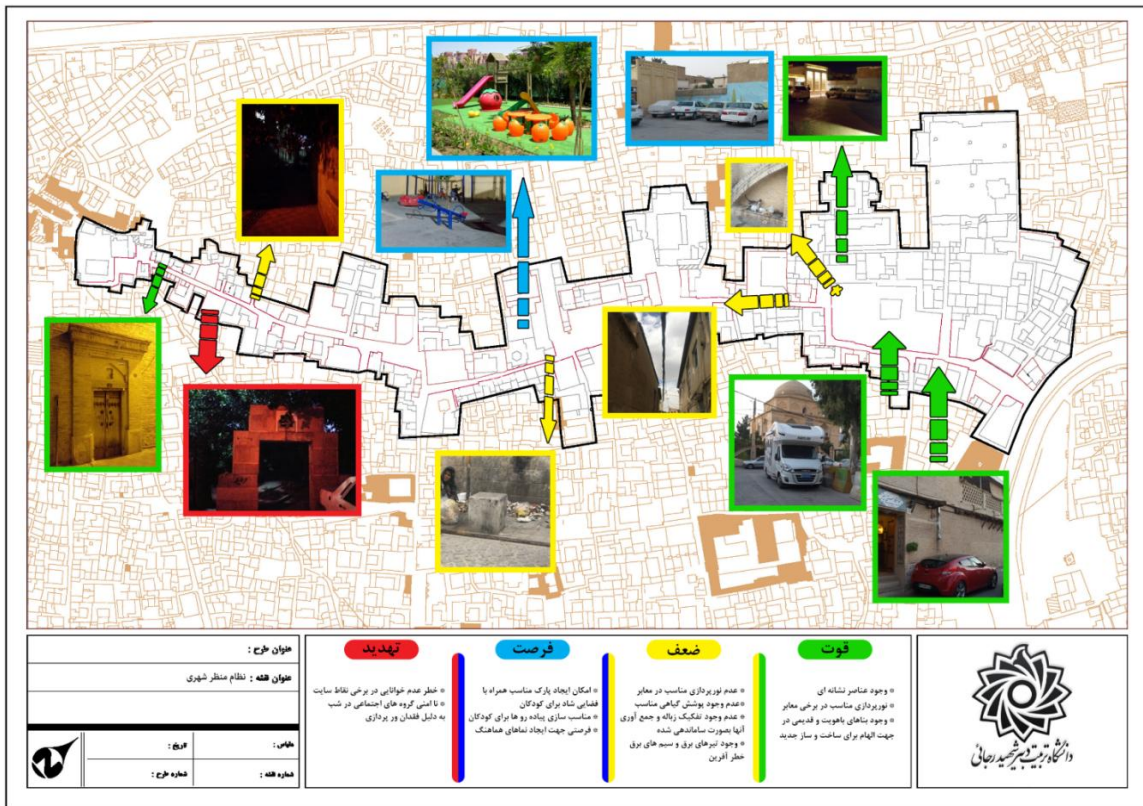 قوت
* وجود عناصر نشانه ای
* نورپردازی مناسب در برخی معابر
* وجود بناهای باهویت و قدیمی در
جهت الهام برای ساخت و ساز جدید
ضعف
* عدم نورپردازی مناسب در معابر
* عدم وجود پوشش گیاهی مناسب
* عدم وجود تفکیک زباله و جمع آوری
آنها بصورت ساماندهی شده
* وجود تیرهای برق و سیم های برق
خطر آفرین
فرصت
* امکان ایجاد پارک مناسب همراه با
فضایی شاد برای کودکان
* مناسب سازی پیاده رو ها برای کودکان
* فرصتی جهت ایجاد نماهای هماهنگ
تهدید
* خطر عدم خوانایی در برخی نقاط سایت
* نا امنی گروه های اجتماعی در شب
به دلیل فقدان ور پردازی
عنوان طرح :
عنوان نقشه : نظام منظر شهری
مقیاس :
تاریخ :
شماره نقشه :
شماره طرح :
دانشگاه تربیت دبیر شهید رجائی